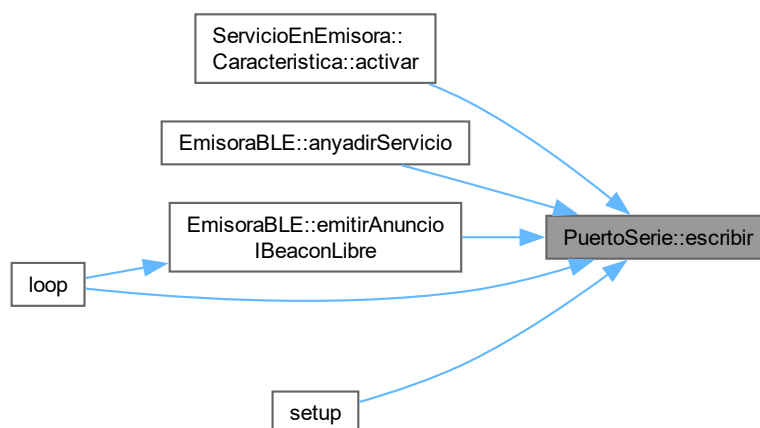 ServicioEnEmisora::
Caracteristica::activar
EmisoraBLE::anyadirServicio
EmisoraBLE::emitirAnuncio
IBeaconLibre
PuertoSerie::escribir
loop
setup